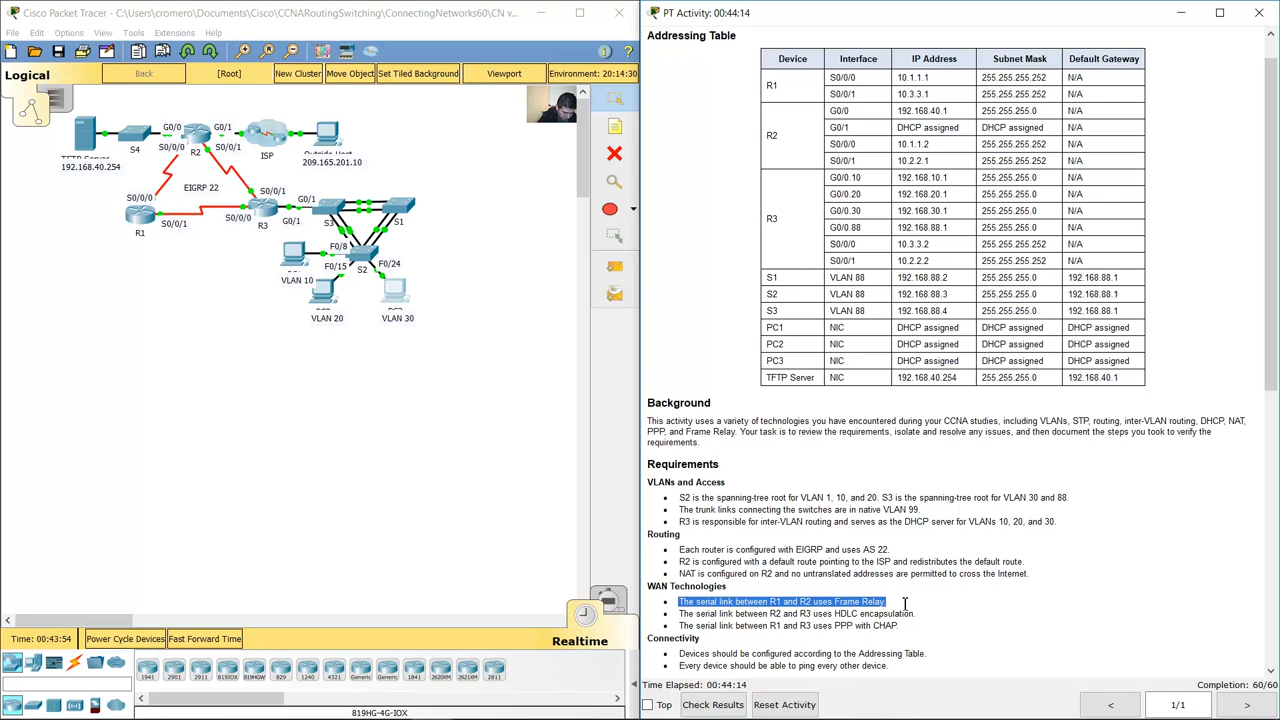 Cisco Packet Tracer - C:\Users\cromero\Documents\Cisco\CCNARoutingSwitching\ConnectingNetworks60\CN v...
File Edit Options View Tools Extensions Help
Logical Back [Root] New Cluster Move Object Set Tiled Background Viewport Environment: 20:14:30
G0/0 G0/1
S4 S0/0/0 R2 S0/0/1 ISP Outside Host
TFTP Server
192.168.40.254
209.165.201.10
EIGRP 22
S0/0/0 S0/0/1 G0/1
R1 S0/0/1 S0/0/0 R3 G0/1 S3 S1
F0/8
F0/15 S2 F0/24
VLAN 10
VLAN 20 VLAN 30
Time: 00:43:54 Power Cycle Devices Fast Forward Time Realtime
1941 2901 2911 819IOX 819HGW 829 1240 4321 Generic Generic 1841 2620XM 2621XM 2811
819HG-4G-IOX
PT Activity: 00:44:14
Addressing Table
Device Interface IP Address Subnet Mask Default Gateway
R1 S0/0/0 10.1.1.1 255.255.255.252 N/A
S0/0/1 10.3.3.1 255.255.255.252 N/A
R2 G0/0 192.168.40.1 255.255.255.0 N/A
G0/1 DHCP assigned DHCP assigned N/A
S0/0/0 10.1.1.2 255.255.255.252 N/A
S0/0/1 10.2.2.1 255.255.255.252 N/A
R3 G0/0.10 192.168.10.1 255.255.255.0 N/A
G0/0.20 192.168.20.1 255.255.255.0 N/A
G0/0.30 192.168.30.1 255.255.255.0 N/A
G0/0.88 192.168.88.1 255.255.255.0 N/A
S0/0/0 10.3.3.2 255.255.255.252 N/A
S0/0/1 10.2.2.2 255.255.255.252 N/A
S1 VLAN 88 192.168.88.2 255.255.255.0 192.168.88.1
S2 VLAN 88 192.168.88.3 255.255.255.0 192.168.88.1
S3 VLAN 88 192.168.88.4 255.255.255.0 192.168.88.1
PC1 NIC DHCP assigned DHCP assigned DHCP assigned
PC2 NIC DHCP assigned DHCP assigned DHCP assigned
PC3 NIC DHCP assigned DHCP assigned DHCP assigned
TFTP Server NIC 192.168.40.254 255.255.255.0 192.168.40.1
Background
This activity uses a variety of technologies you have encountered during your CCNA studies, including VLANs, STP, routing, inter-VLAN routing, DHCP, NAT,
PPP, and Frame Relay. Your task is to review the requirements, isolate and resolve any issues, and then document the steps you took to verify the
requirements.
Requirements
VLANs and Access
• S2 is the spanning-tree root for VLAN 1, 10, and 20. S3 is the spanning-tree root for VLAN 30 and 88.
• The trunk links connecting the switches are in native VLAN 99.
• R3 is responsible for inter-VLAN routing and serves as the DHCP server for VLANs 10, 20, and 30.
Routing
• Each router is configured with EIGRP and uses AS 22.
• R2 is configured with a default route pointing to the ISP and redistributes the default route.
• NAT is configured on R2 and no untranslated addresses are permitted to cross the Internet.
WAN Technologies
• The serial link between R1 and R2 uses Frame Relay.
• The serial link between R2 and R3 uses HDLC encapsulation.
• The serial link between R1 and R3 uses PPP with CHAP.
Connectivity
• Devices should be configured according to the Addressing Table.
• Every device should be able to ping every other device.
Time Elapsed: 00:44:14 Completion: 60/60
Top Check Results Reset Activity < 1/1 >